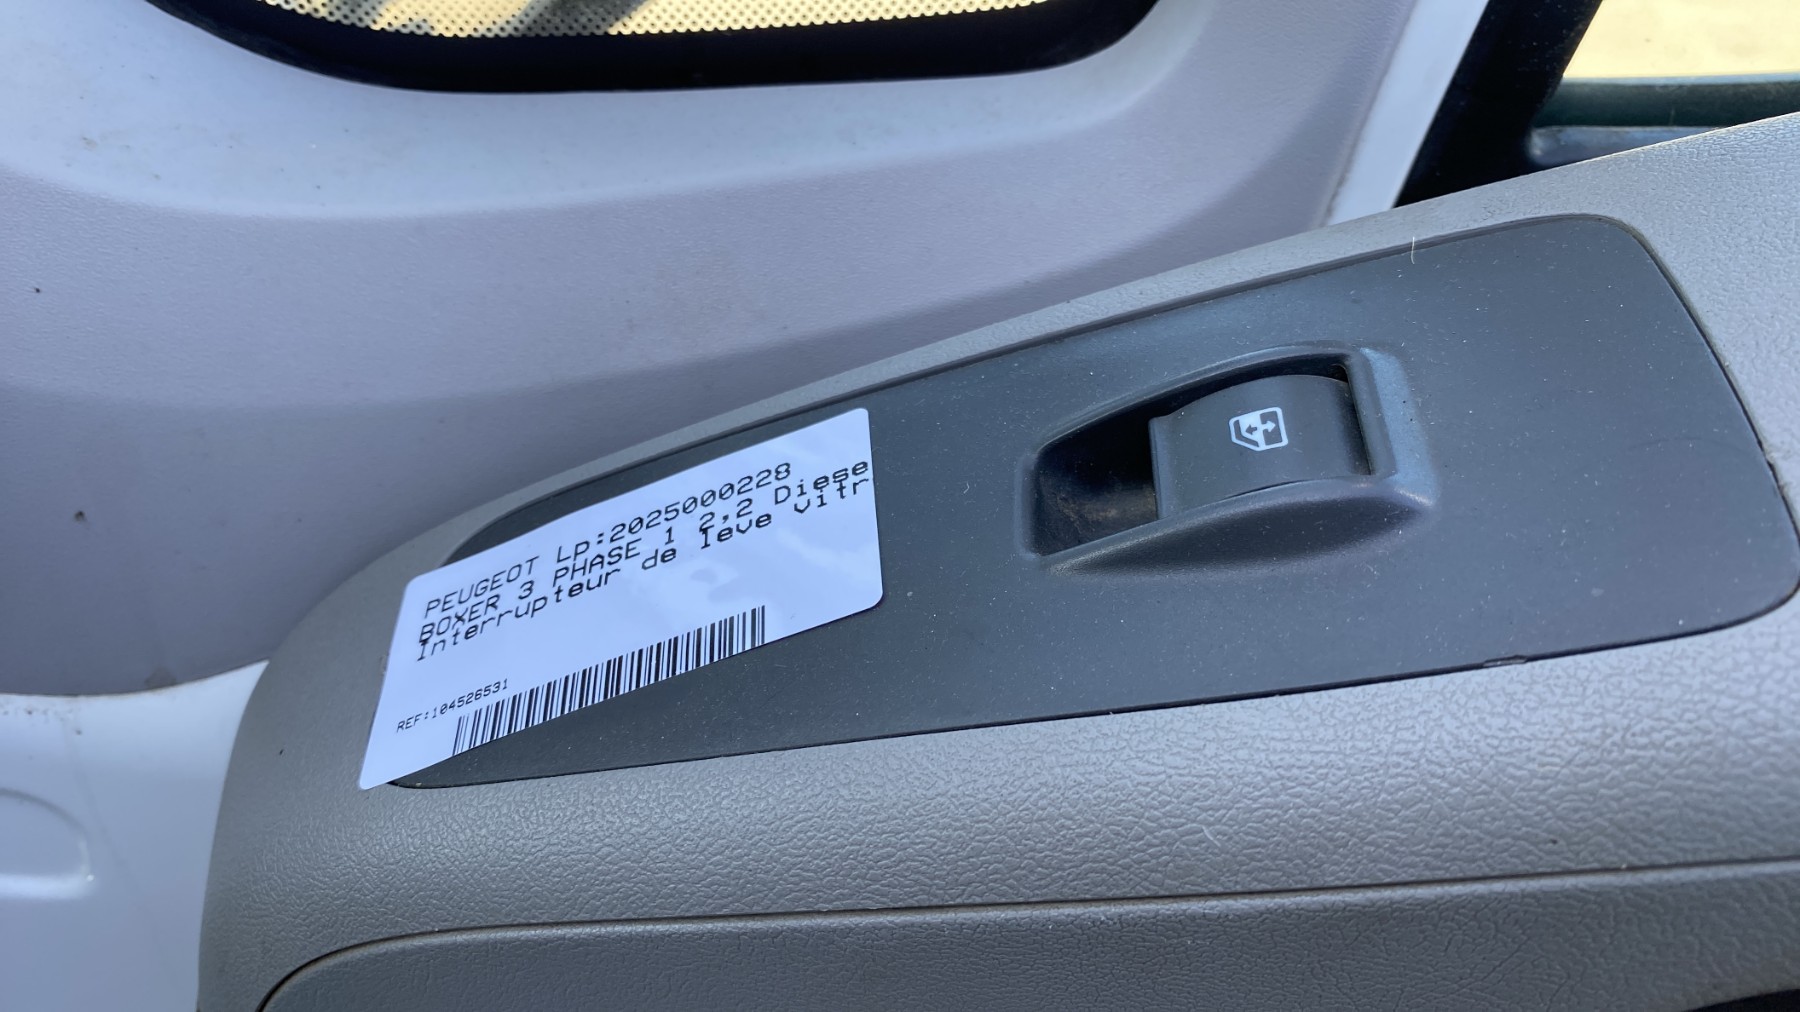 PEUGEOT Lp:2025000228
BOXER 3 PHASE 1 2,2 Diese
Interrupteur de leve vitr
REF:104526531